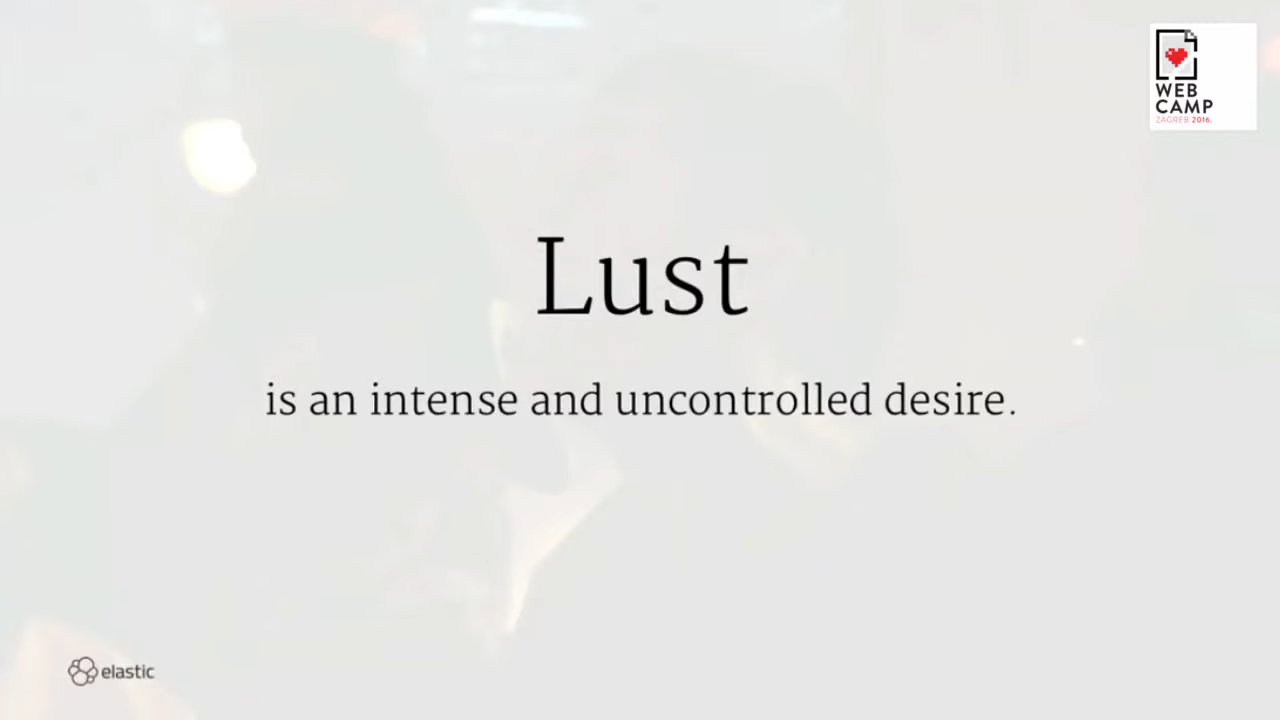 WEB
CAMP
ZAGREB 2016.
Lust
is an intense and uncontrolled desire.
elastic